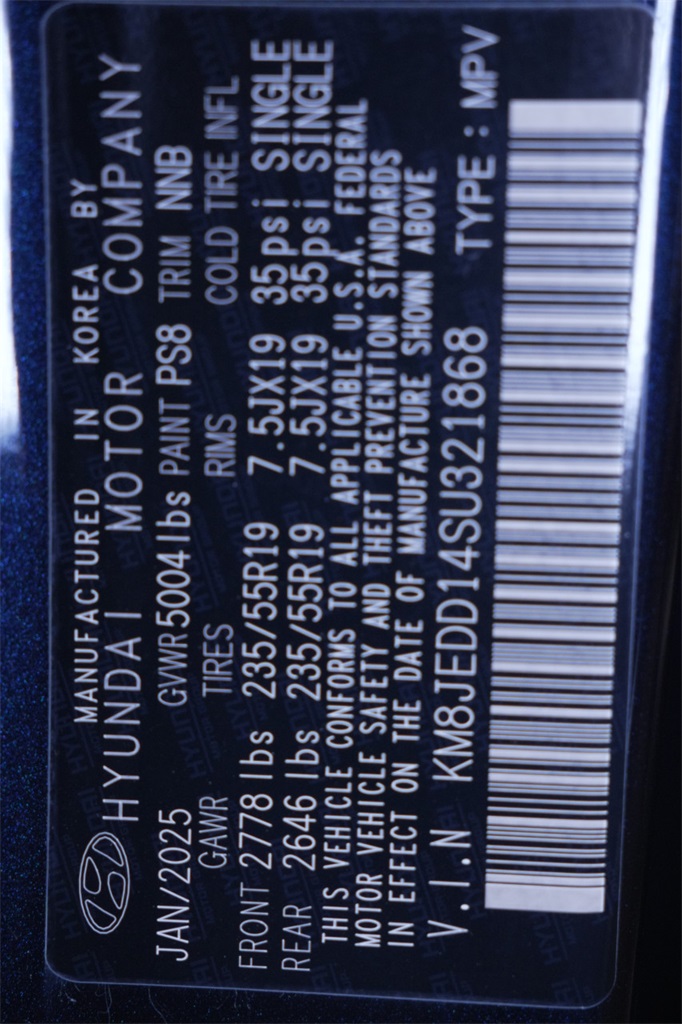 MANUFACTURED IN KOREA BY
HYUNDAI MOTOR COMPANY
JAN/2025 GVWR 5004lbs PAINT PS8 TRIM NNB
GAWR TIRES RIMS COLD TIRE INFL
FRONT 2778 lbs 235/55R19 7.5JX19 35psi SINGLE
REAR 2646 lbs 235/55R19 7.5JX19 35psi SINGLE
THIS VEHICLE CONFORMS TO ALL APPLICABLE U.S.A. FEDERAL
MOTOR VEHICLE SAFETY AND THEFT PREVENTION STANDARDS
IN EFFECT ON THE DATE OF MANUFACTURE SHOWN ABOVE
V.I.N KM8JEDD14SU321868 TYPE : MPV